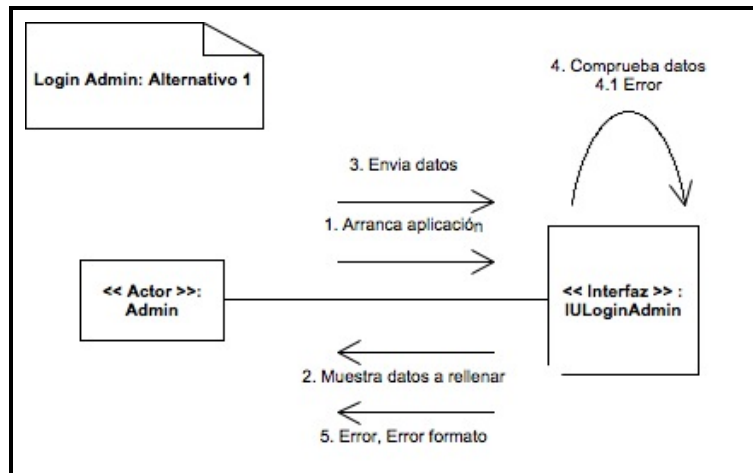 Login Admin: Alternativo 1
4. Comprueba datos
4.1 Error
3. Envia datos
1. Arranca aplicación
<< Actor >>:
Admin
<< Interfaz >> :
IULoginAdmin
2. Muestra datos a rellenar
5. Error, Error formato